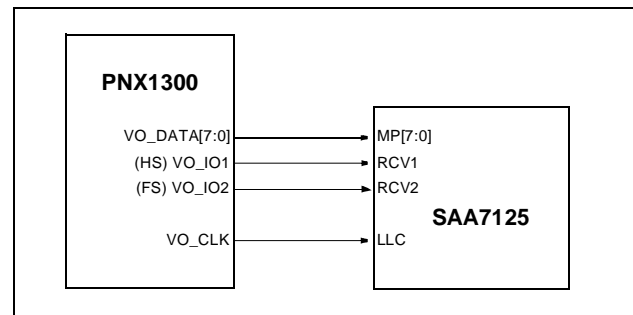 PNX1300
VO_DATA[7:0]
MP[7:0]
(HS) VO_IO1
RCV1
(FS) VO_IO2
RCV2
SAA7125
VO_CLK
LLC